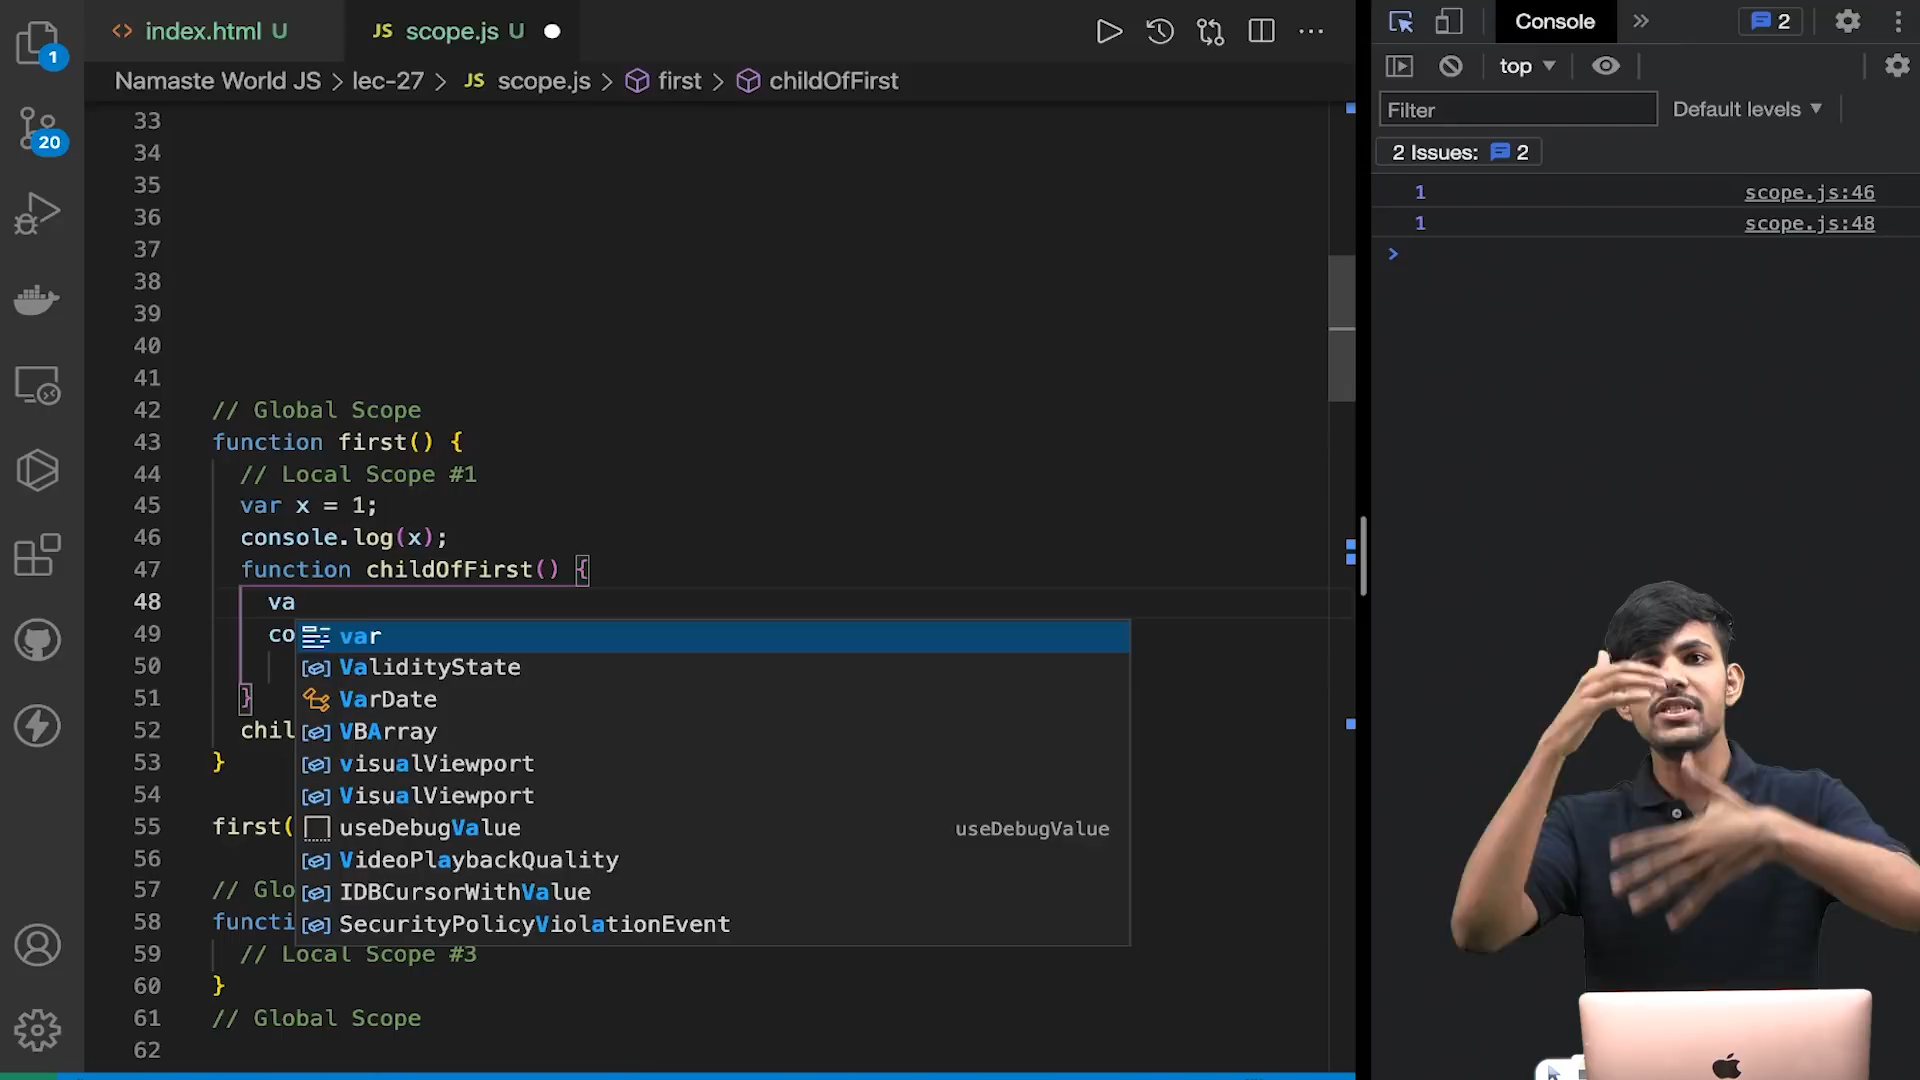 index.html U
JS scope.js U
Namaste World JS > lec-27 > JS scope.js > first > childOfFirst
1
20
33
34
35
36
37
38
39
40
41
42 // Global Scope
43 function first() {
44 // Local Scope #1
45 var x = 1;
46 console.log(x);
47 function childOfFirst() {
48 va
49 co
50
51 }
52 chil
53 }
54
55 first(
56
57 // Glo
58 functi
59 // Local Scope #3
60 }
61 // Global Scope
62
var
ValidityState
VarDate
VBArray
visualViewport
VisualViewport
useDebugValue useDebugValue
VideoPlaybackQuality
IDBCursorWithValue
SecurityPolicyViolationEvent
Console » 2
top
Filter Default levels
2 Issues: 2
1 scope.js:46
1 scope.js:48
>